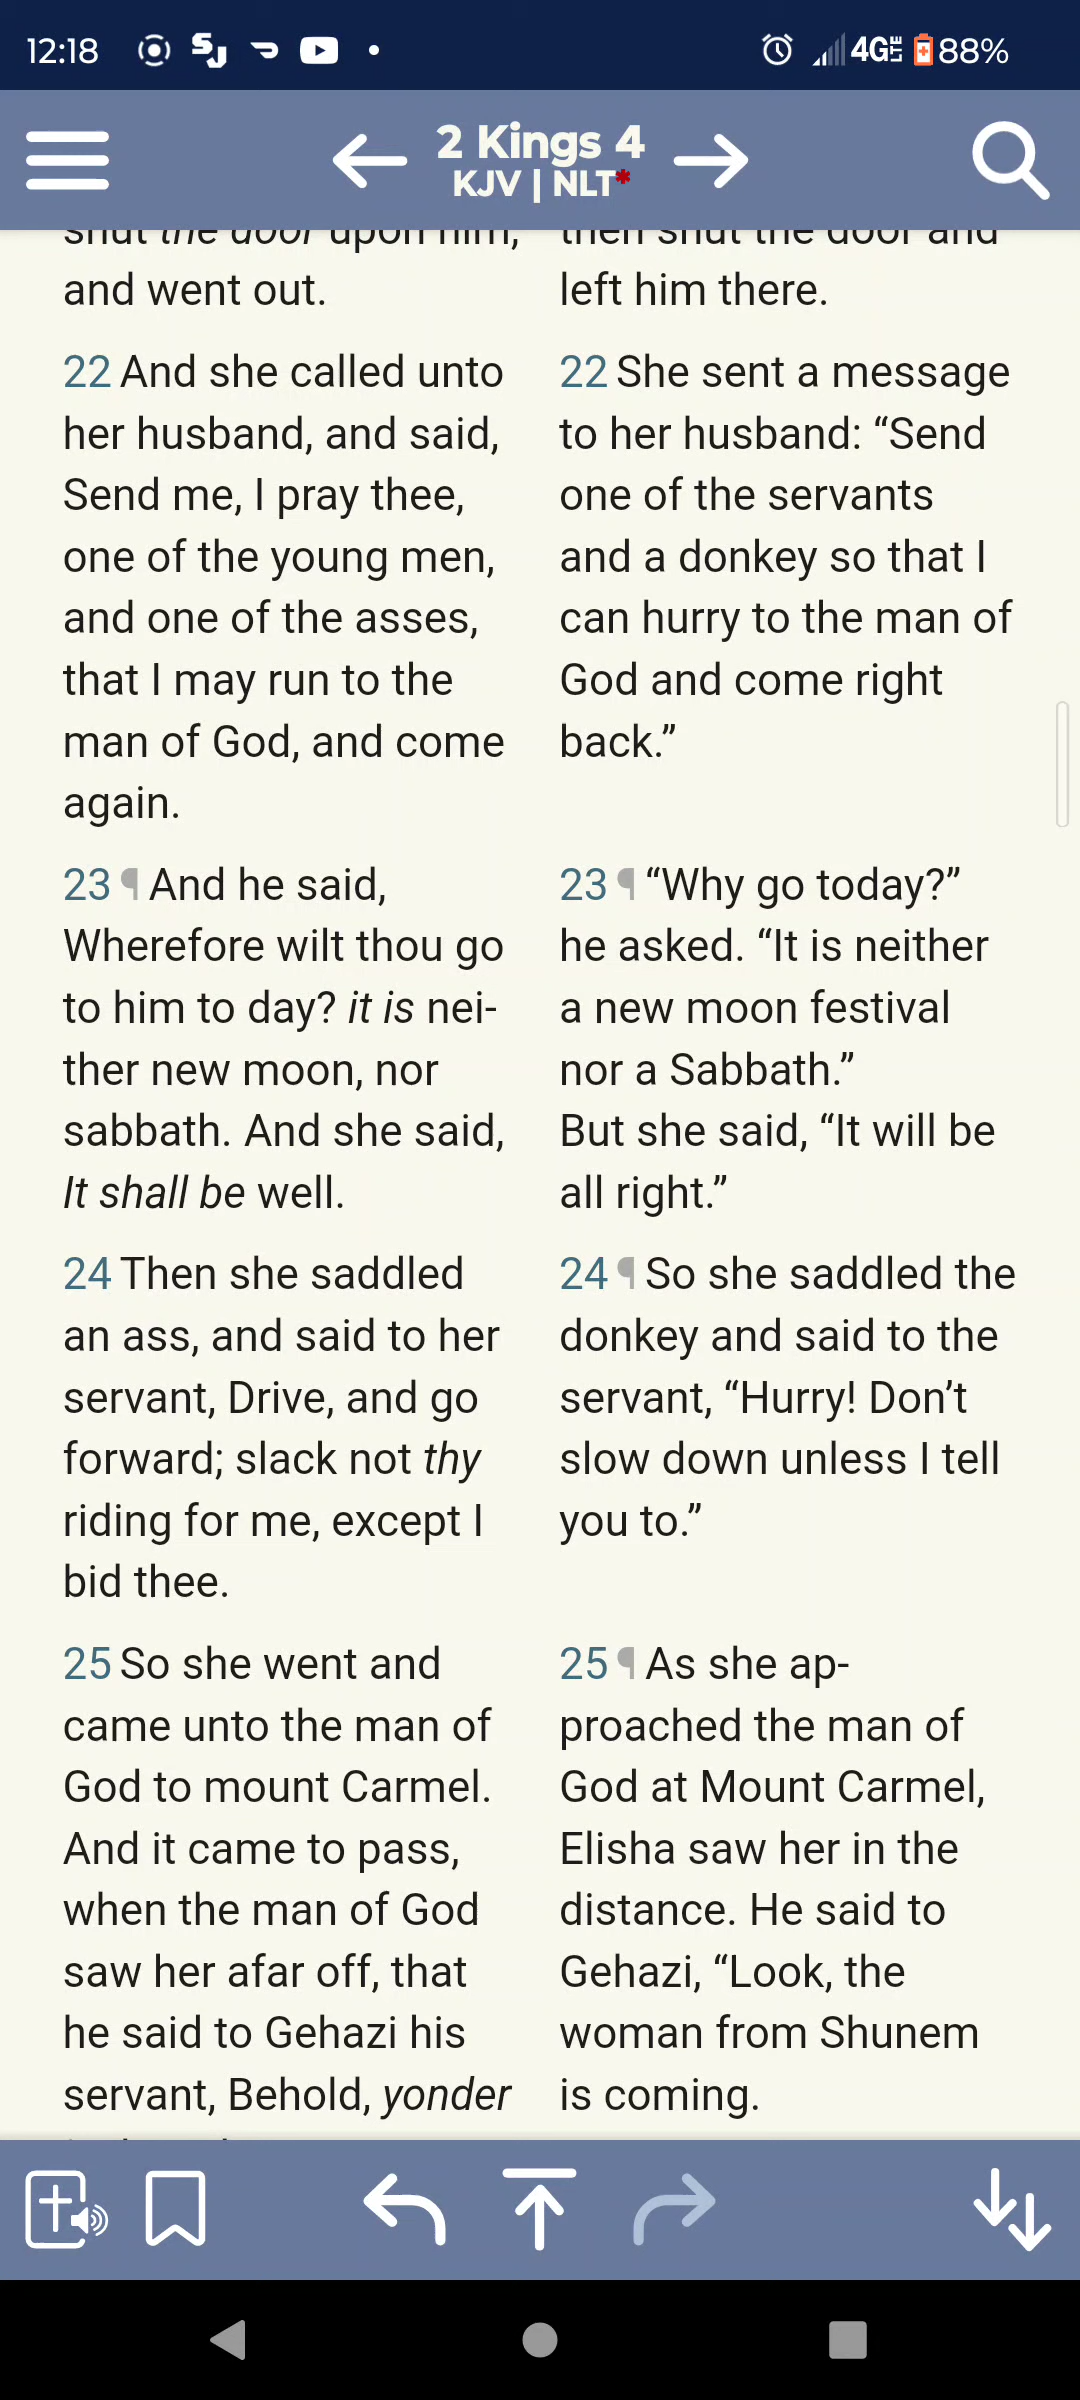 12:18
4G LTE 88%
2 Kings 4
KJV | NLT*
shut the door upon him,
and went out.
22 And she called unto
her husband, and said,
Send me, I pray thee,
one of the young men,
and one of the asses,
that I may run to the
man of God, and come
again.
23 ¶ And he said,
Wherefore wilt thou go
to him to day? it is nei-
ther new moon, nor
sabbath. And she said,
It shall be well.
24 Then she saddled
an ass, and said to her
servant, Drive, and go
forward; slack not thy
riding for me, except I
bid thee.
25 So she went and
came unto the man of
God to mount Carmel.
And it came to pass,
when the man of God
saw her afar off, that
he said to Gehazi his
servant, Behold, yonder
then shut the door and
left him there.
22 She sent a message
to her husband: “Send
one of the servants
and a donkey so that I
can hurry to the man of
God and come right
back.”
23 ¶ “Why go today?”
he asked. “It is neither
a new moon festival
nor a Sabbath.”
But she said, “It will be
all right.”
24 ¶ So she saddled the
donkey and said to the
servant, “Hurry! Don’t
slow down unless I tell
you to.”
25 ¶ As she ap-
proached the man of
God at Mount Carmel,
Elisha saw her in the
distance. He said to
Gehazi, “Look, the
woman from Shunem
is coming.